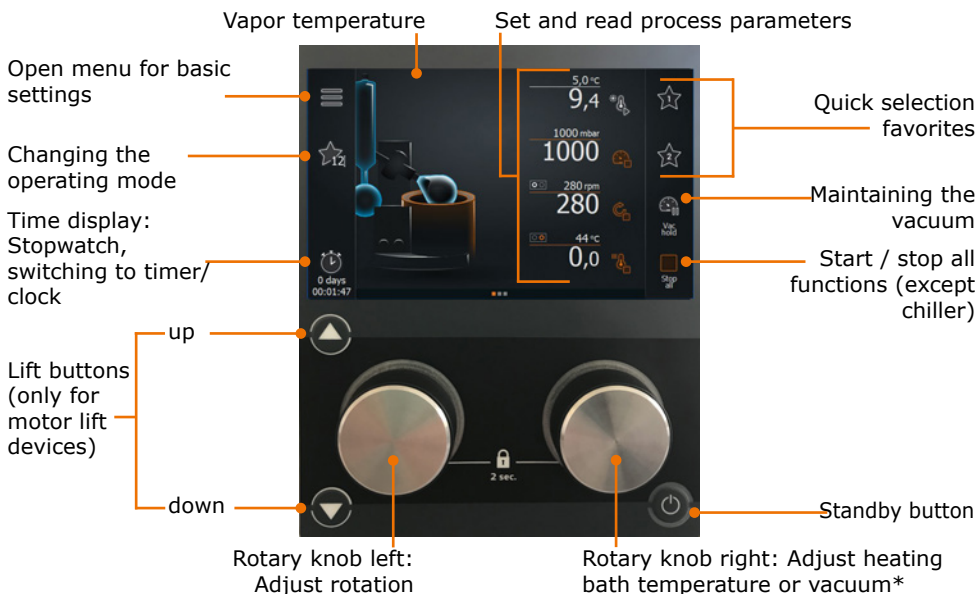 Vapor temperature
Set and read process parameters
Open menu for basic
settings
Changing the
operating mode
Time display:
Stopwatch,
switching to timer/
clock
up
Lift buttons
(only for
motor lift
devices)
down
12
0 days
00:01:47
5,0 °C
9,4
1000 mbar
1000
280 rpm
280
44 °C
0,0
1
2
Vac
hold
Stop
all
2 sec.
Quick selection
favorites
Maintaining the
vacuum
Start / stop all
functions (except
chiller)
Standby button
Rotary knob left:
Adjust rotation
Rotary knob right: Adjust heating
bath temperature or vacuum*